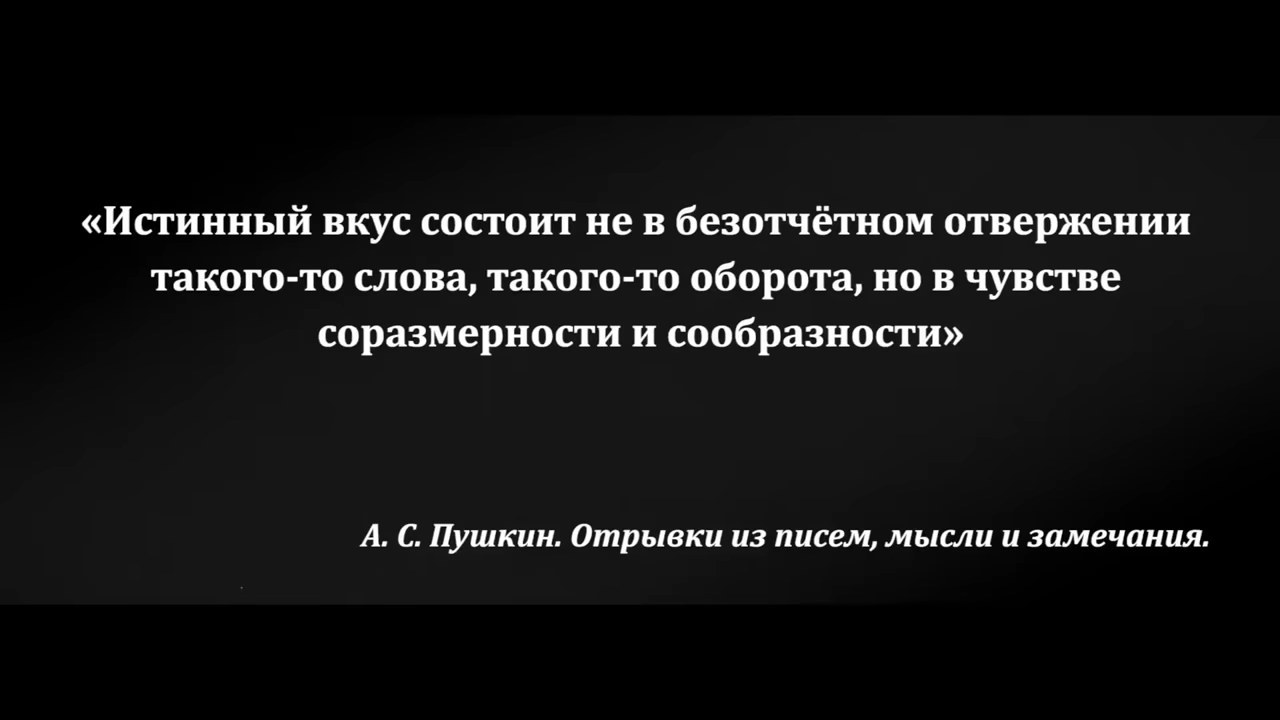 «Истинный вкус состоит не в безотчётном отвержении
такого-то слова, такого-то оборота, но в чувстве
соразмерности и сообразности»
А. С. Пушкин. Отрывки из писем, мысли и замечания.